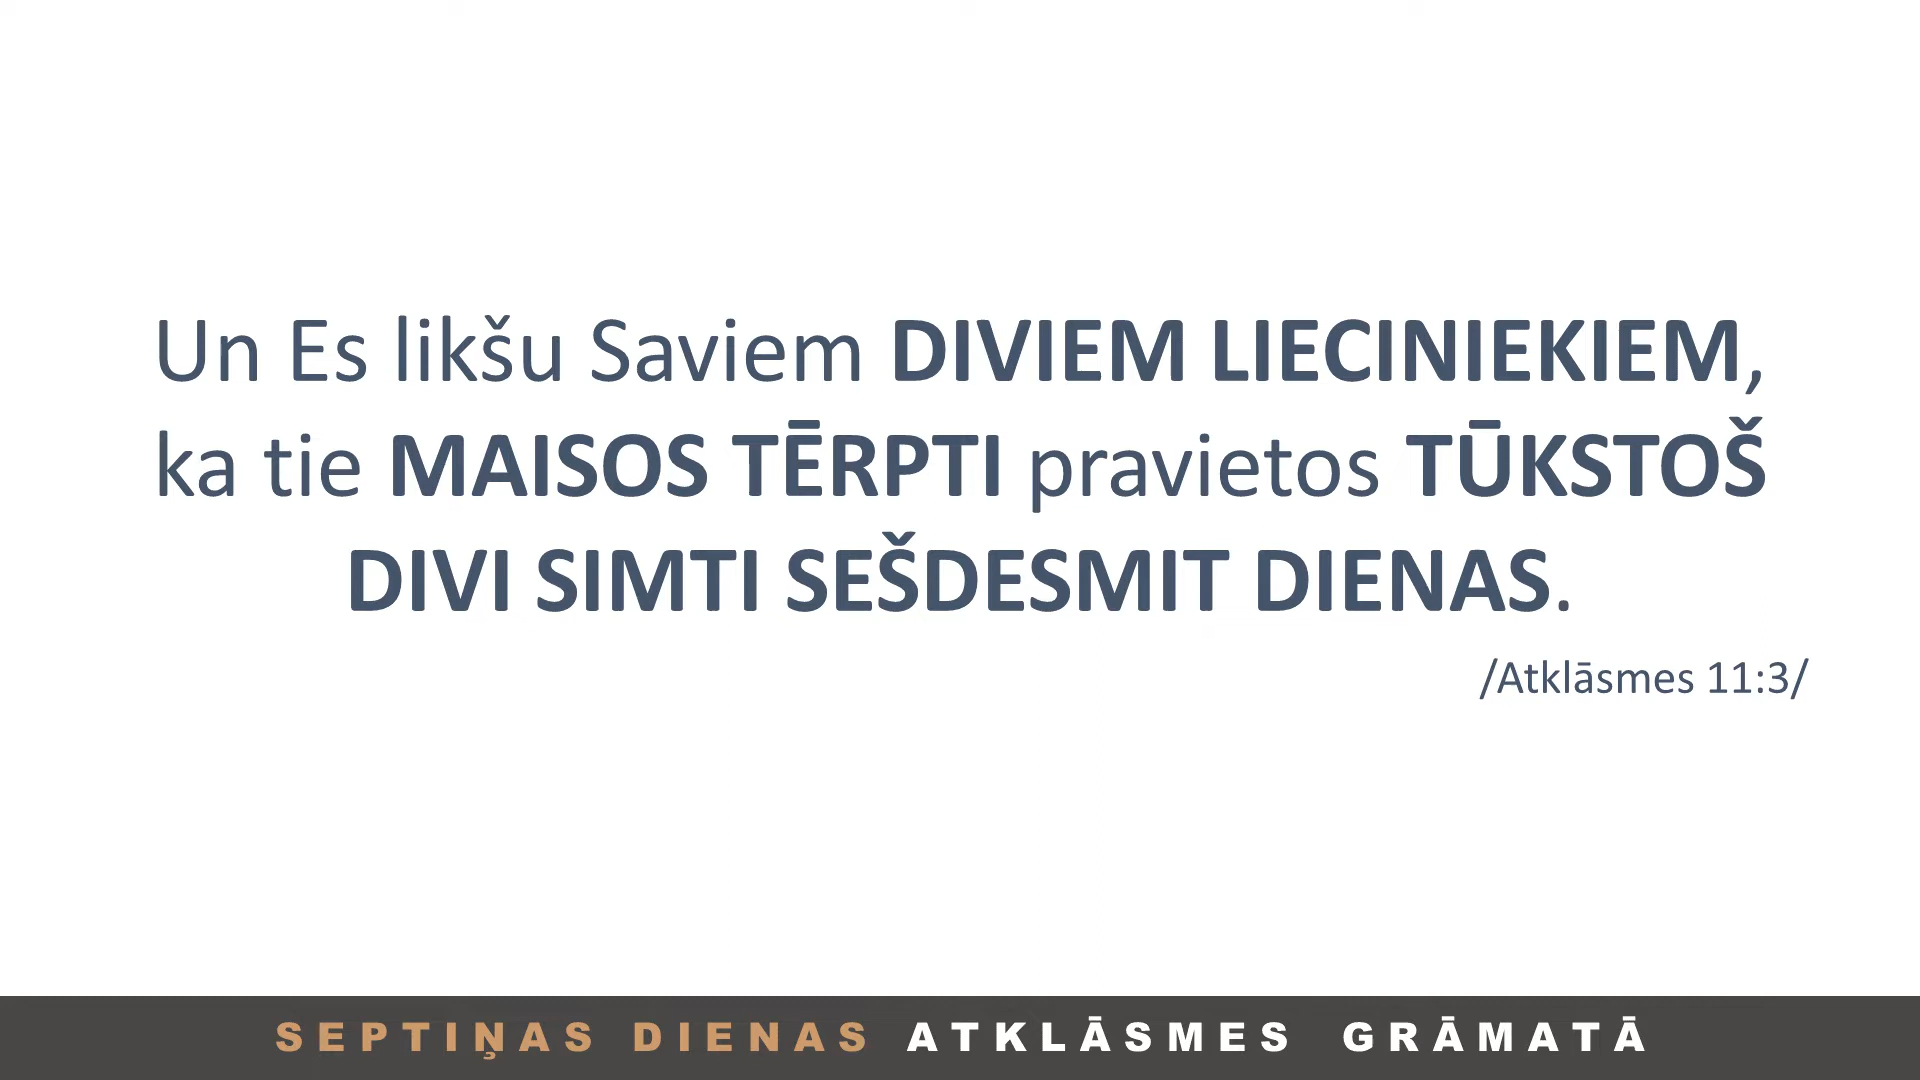 Un Es likšu Saviem DIVIEM LIECINIEKIEM,
ka tie MAISOS TĒRPTI pravietos TŪKSTOŠ
DIVI SIMTI SEŠDESMIT DIENAS.
/Atklāsmes 11:3/
SEPTIŅAS DIENAS ATKLĀSMES GRĀMATĀ